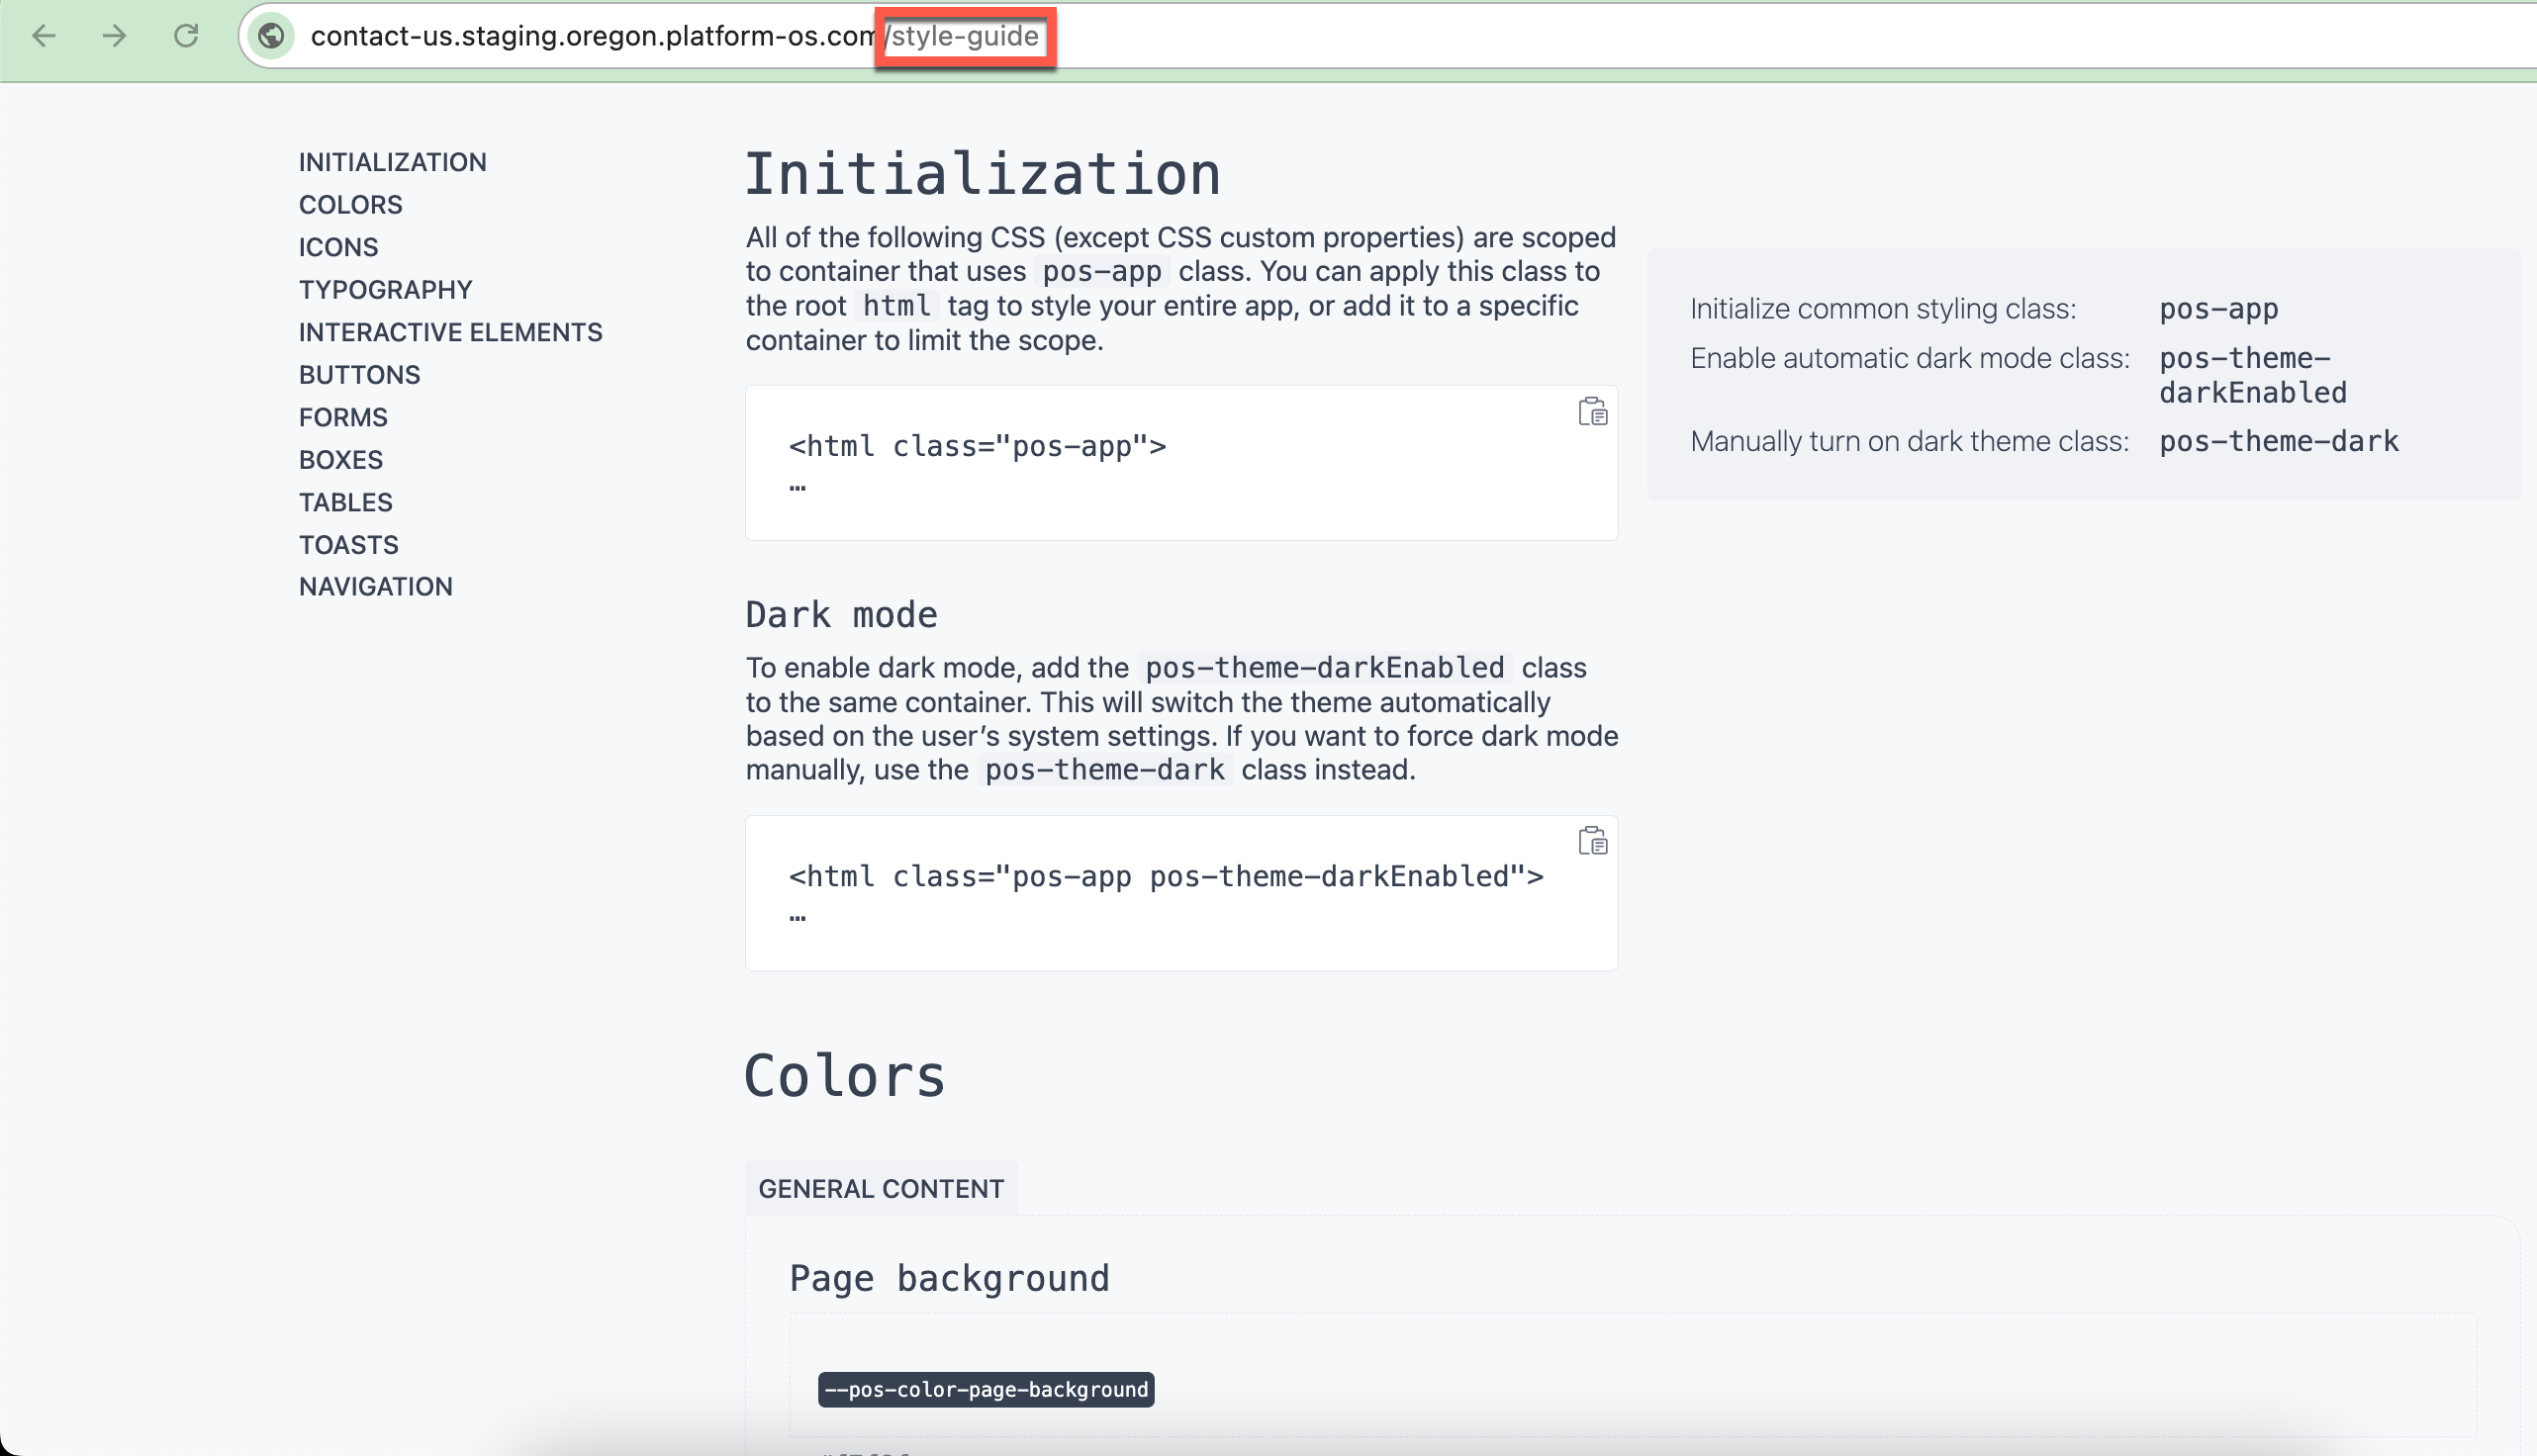 contact-us.staging.oregon.platform-os.com/style-guide
INITIALIZATION
COLORS
ICONS
TYPOGRAPHY
INTERACTIVE ELEMENTS
BUTTONS
FORMS
BOXES
TABLES
TOASTS
NAVIGATION
Initialization
All of the following CSS (except CSS custom properties) are scoped
to container that uses pos-app class. You can apply this class to
the root html tag to style your entire app, or add it to a specific
container to limit the scope.
<html class="pos-app">
…
Initialize common styling class: pos-app
Enable automatic dark mode class: pos-theme-
darkEnabled
Manually turn on dark theme class: pos-theme-dark
Dark mode
To enable dark mode, add the pos-theme-darkEnabled class
to the same container. This will switch the theme automatically
based on the user’s system settings. If you want to force dark mode
manually, use the pos-theme-dark class instead.
<html class="pos-app pos-theme-darkEnabled">
…
Colors
GENERAL CONTENT
Page background
--pos-color-page-background